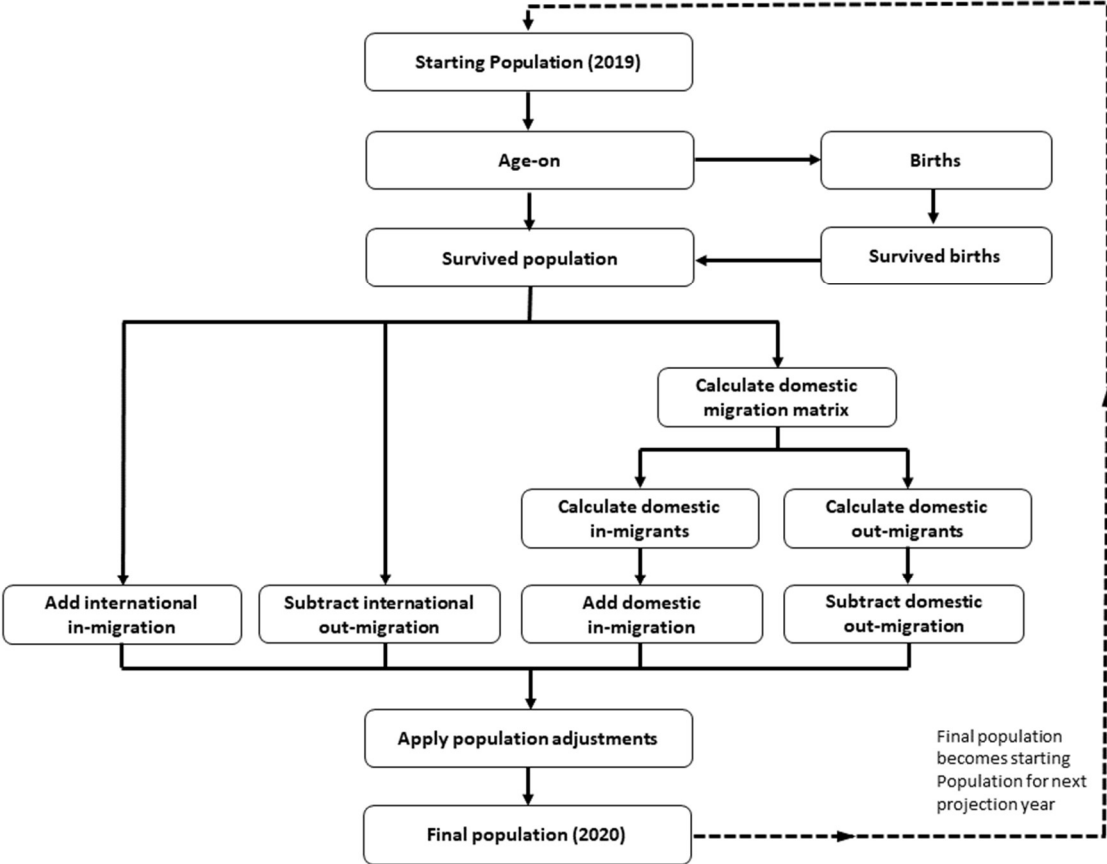 Starting Population (2019)
Age-on
Births
Survived population
Survived births
Calculate domestic
migration matrix
Calculate domestic
in-migrants
Calculate domestic
out-migrants
Add international
in-migration
Subtract international
out-migration
Add domestic
in-migration
Subtract domestic
out-migration
Apply population adjustments
Final population
becomes starting
Population for next
projection year
Final population (2020)